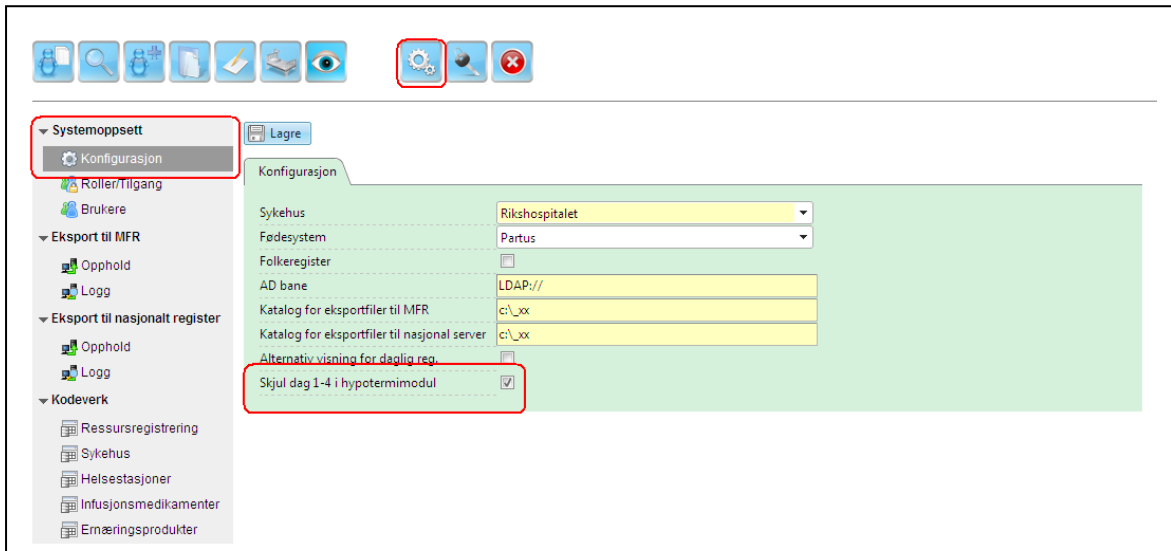 Systemoppsett
Konfigurasjon
Roller/Tilgang
Brukere
Eksport til MFR
Opphold
Logg
Eksport til nasjonalt register
Opphold
Logg
Kodeverk
Ressursregistrering
Sykehus
Helsestasjoner
Infusjonsmedikamenter
Ernæringsprodukter
Lagre
Konfigurasjon
Sykehus Rikshospitalet
Fødesystem Partus
Folkeregister
AD bane LDAP://
Katalog for eksportfiler til MFR c:\_xx
Katalog for eksportfiler til nasjonal server c:\_xx
Alternativ visning for daglig reg.
Skjul dag 1-4 i hypotermimodul